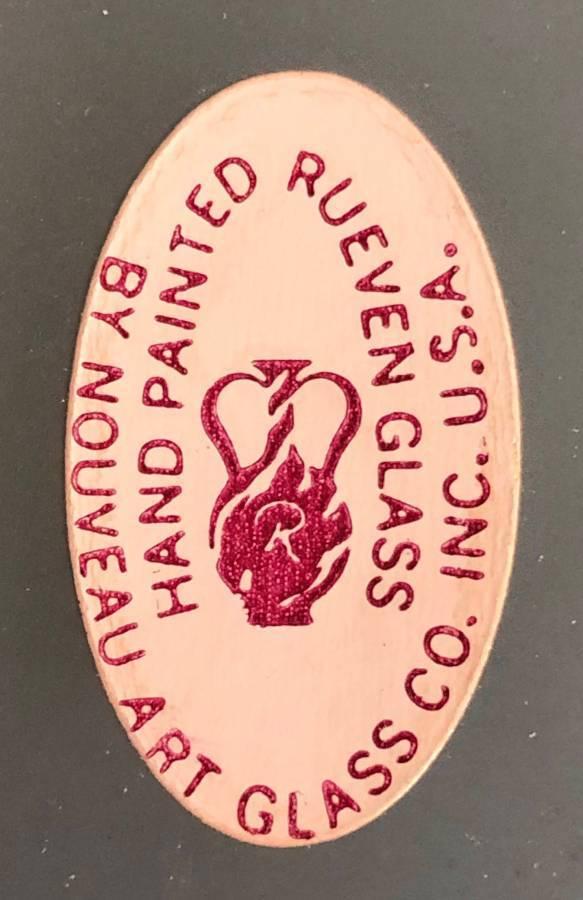 HAND PAINTED
RUEVEN GLASS
BY NOUVEAU ART GLASS CO. INC. U.S.A.
R